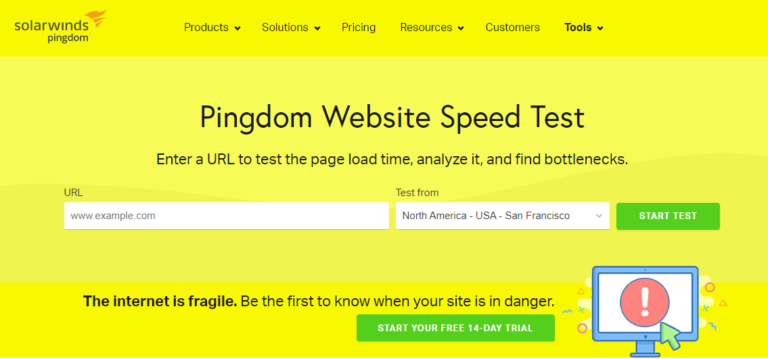 solarwinds
pingdom
Products Solutions Pricing Resources Customers Tools
Pingdom Website Speed Test
Enter a URL to test the page load time, analyze it, and find bottlenecks.
URL Test from
www.example.com North America - USA - San Francisco START TEST
The internet is fragile. Be the first to know when your site is in danger.
START YOUR FREE 14-DAY TRIAL
!